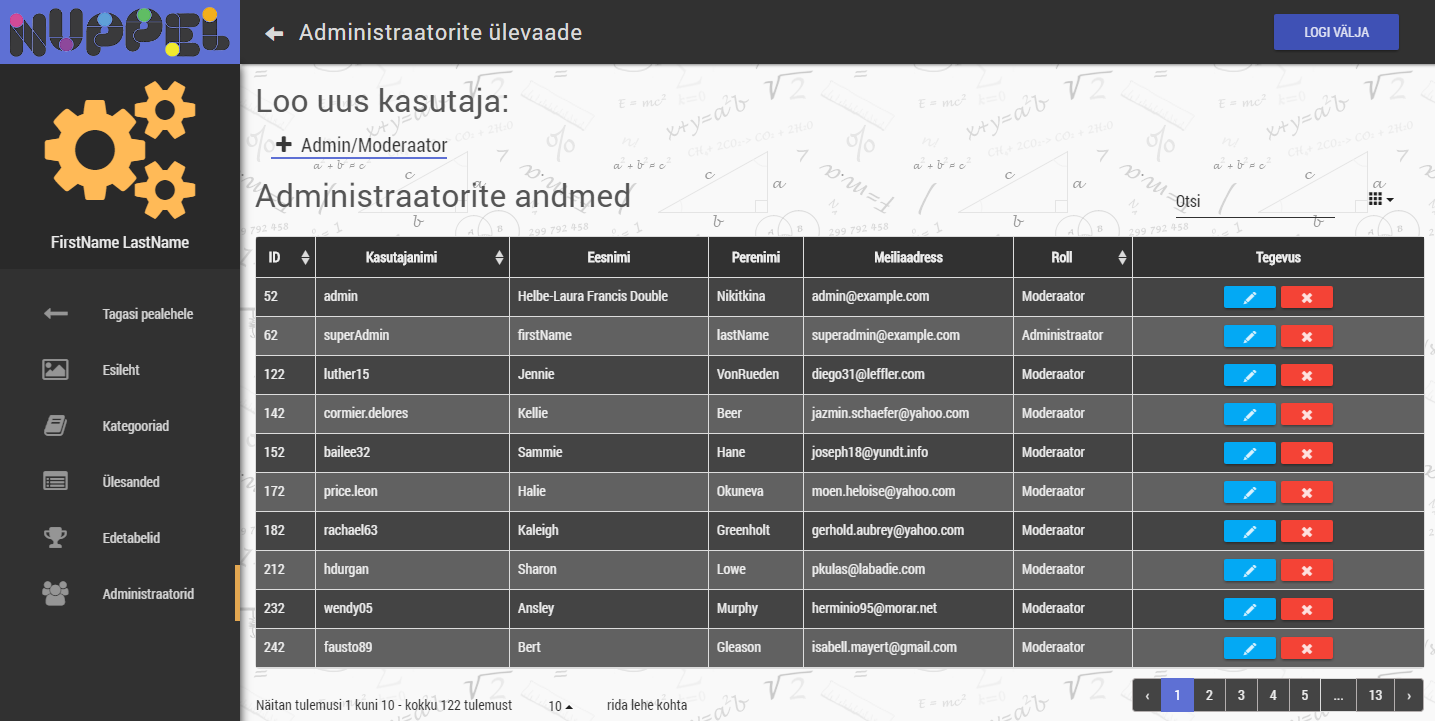 NUPPEL
Administraatorite ülevaade
LOGI VÄLJA
FirstName LastName
Tagasi pealehele
Esileht
Kategooriad
Ülesanded
Edetabelid
Administraatorid
Loo uus kasutaja:
Admin/Moderaator
Administraatorite andmed
Otsi
ID Kasutajanimi Eesnimi Perenimi Meiliaadress Roll Tegevus
52 admin Helbe-Laura Francis Double Nikitkina admin@example.com Moderaator
62 superAdmin firstName lastName superadmin@example.com Administraator
122 luther15 Jennie VonRueden diego31@leffler.com Moderaator
142 cormier.delores Kellie Beer jazmin.schaefer@yahoo.com Moderaator
152 bailee32 Sammie Hane joseph18@yundt.info Moderaator
172 price.leon Halie Okuneva moen.heloise@yahoo.com Moderaator
182 rachael63 Kaleigh Greenholt gerhold.aubrey@yahoo.com Moderaator
212 hdurgan Sharon Lowe pkulas@labadie.com Moderaator
232 wendy05 Ansley Murphy herminio95@morar.net Moderaator
242 fausto89 Bert Gleason isabell.mayert@gmail.com Moderaator
Näitan tulemusi 1 kuni 10 - kokku 122 tulemust 10 rida lehe kohta
‹ 1 2 3 4 5 ... 13 ›